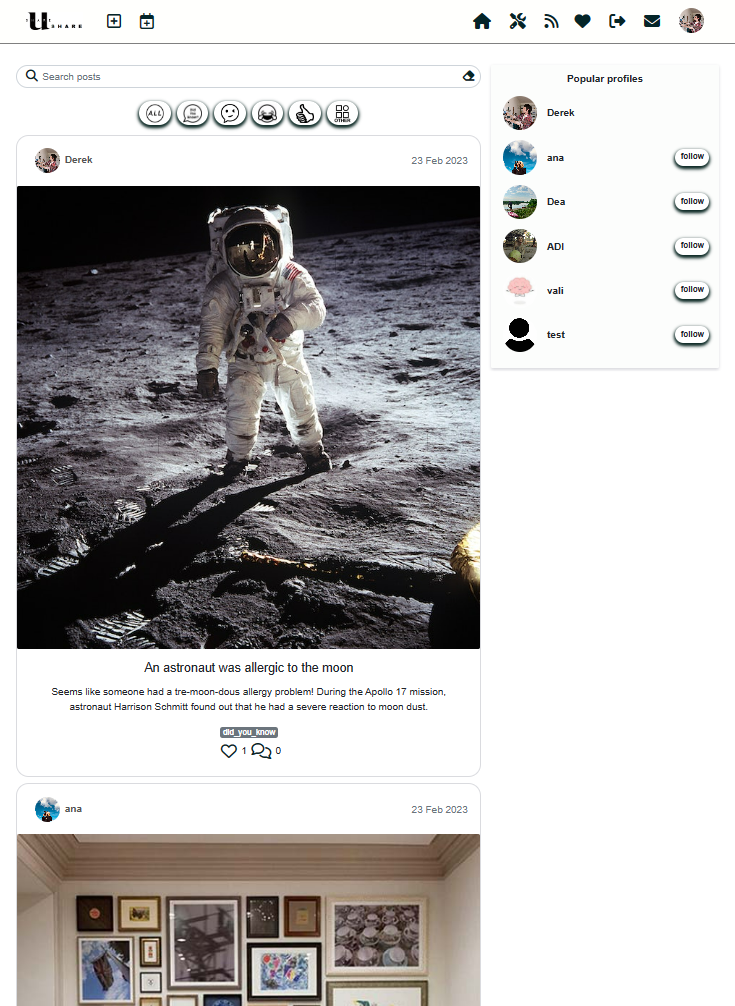 U SHARE
Search posts
ALL
OTHER
Derek
23 Feb 2023
An astronaut was allergic to the moon
Seems like someone had a tre-moon-dous allergy problem! During the Apollo 17 mission,
astronaut Harrison Schmitt found out that he had a severe reaction to moon dust.
did_you_know
1 0
ana
23 Feb 2023
Popular profiles
Derek
ana follow
Dea follow
ADI follow
vali follow
test follow